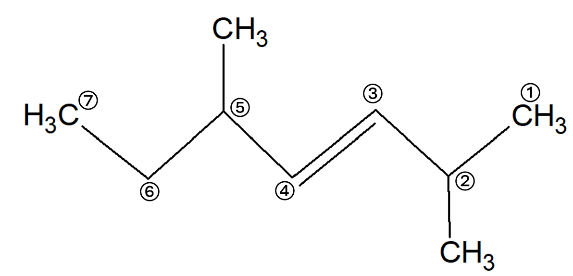 CH₃
③ ①
H₃C⑦ ⑤ CH₃
④ ②
⑥
CH₃